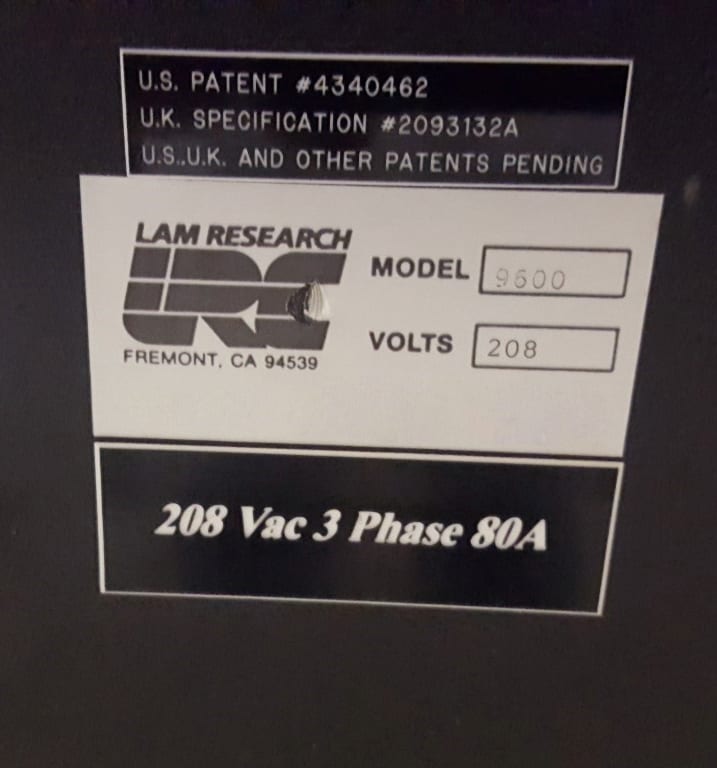 U.S. PATENT #4340462
U.K. SPECIFICATION #2093132A
U.S..U.K. AND OTHER PATENTS PENDING
LAM RESEARCH
FREMONT, CA 94539
MODEL 9600
VOLTS 208
208 Vac 3 Phase 80A